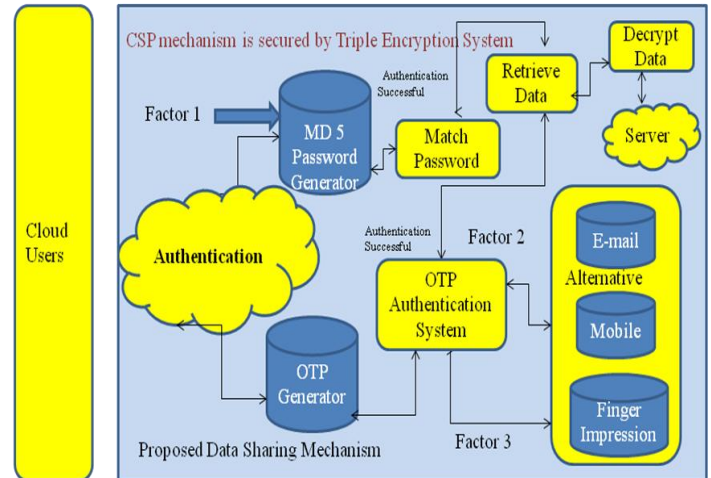 CSP mechanism is secured by Triple Encryption System
Decrypt
Data
Retrieve
Data
Authentication
Successful
Factor 1
MD 5
Password
Generator
Match
Password
Server
Cloud
Users
Authentication
Authentication
Successful
Factor 2
E-mail
Alternative
OTP
Authentication
System
Mobile
OTP
Generator
Finger
Impression
Factor 3
Proposed Data Sharing Mechanism